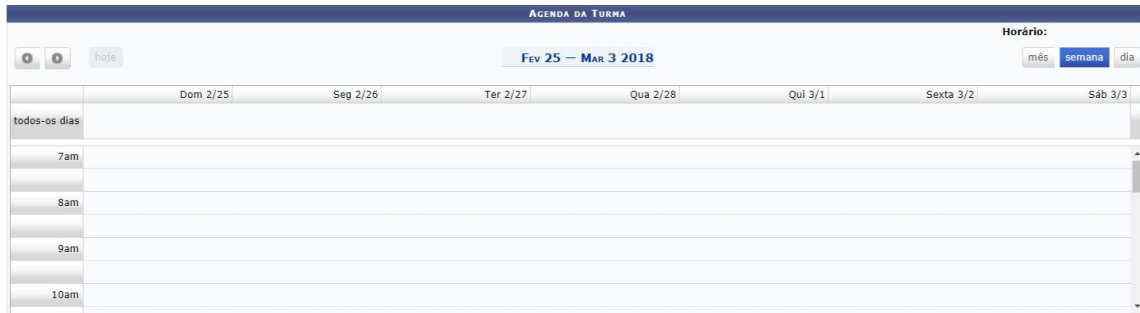 AGENDA DA TURMA
Horário:
hoje FEV 25 — MAR 3 2018 mês semana dia
Dom 2/25 Seg 2/26 Ter 2/27 Qua 2/28 Qui 3/1 Sexta 3/2 Sáb 3/3
todos-os dias
7am
8am
9am
10am